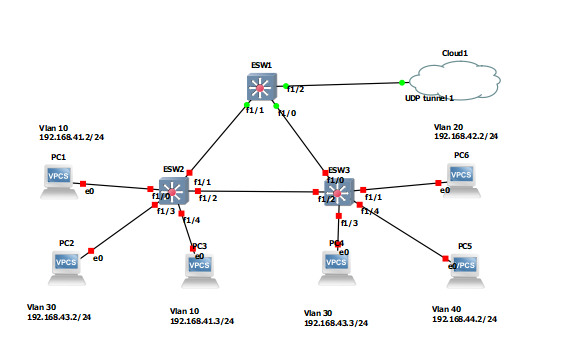 Cloud1
ESW1
f1/2
UDP tunnel 1
f1/1
f1/0
Vlan 10
192.168.41.2/24
Vlan 20
192.168.42.2/24
PC1
PC6
ESW2
ESW3
VPCS
e0
f1/1
f1/0
f1/2
f1/3
f1/4
f1/0
f1/2
f1/1
f1/4
f1/3
VPCS
e0
PC2
e0
VPCS
PC3
e0
VPCS
PC4
e0
VPCS
PC5
e0
VPCS
Vlan 30
192.168.43.2/24
Vlan 10
192.168.41.3/24
Vlan 30
192.168.43.3/24
Vlan 40
192.168.44.2/24